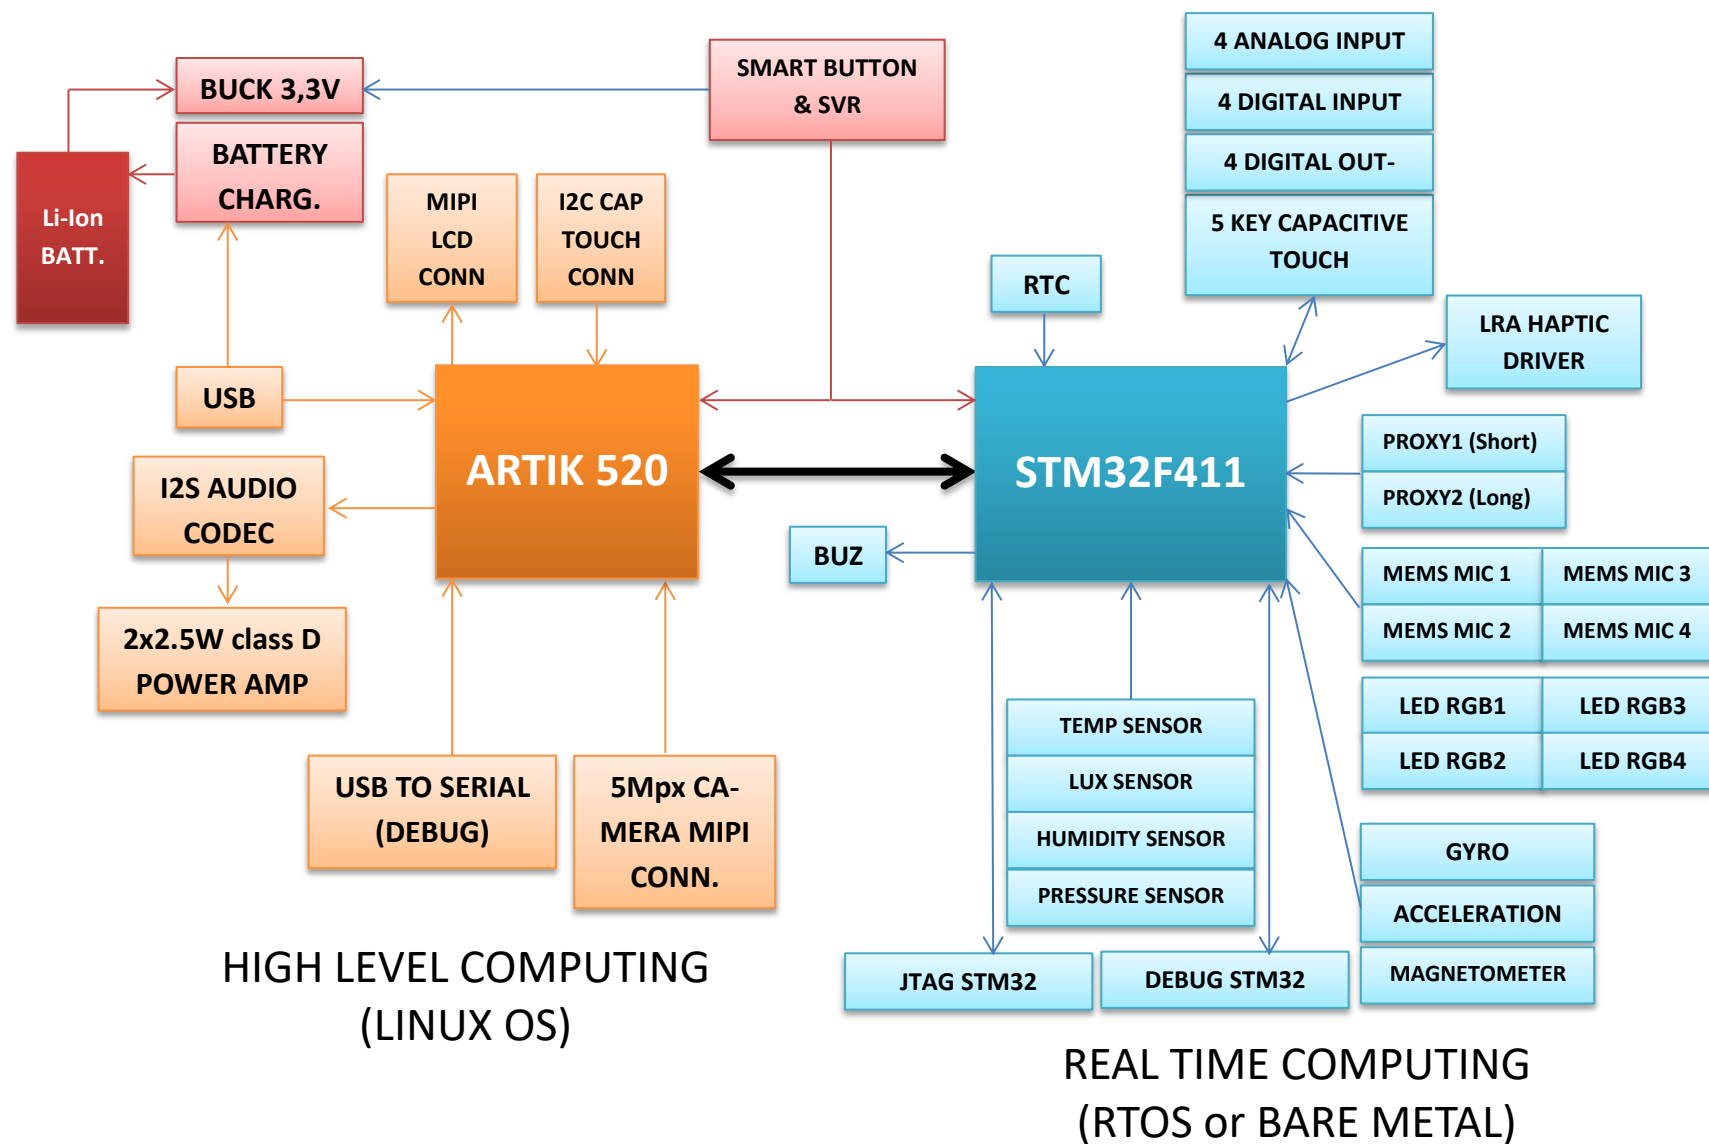 BUCK 3,3V
SMART BUTTON
& SVR
BATTERY
CHARG.
Li-Ion
BATT.
MIPI
LCD
CONN
I2C CAP
TOUCH
CONN
USB
ARTIK 520
I2S AUDIO
CODEC
2x2.5W class D
POWER AMP
USB TO SERIAL
(DEBUG)
5Mpx CA-
MERA MIPI
CONN.
HIGH LEVEL COMPUTING
(LINUX OS)
4 ANALOG INPUT
4 DIGITAL INPUT
4 DIGITAL OUT-
5 KEY CAPACITIVE
TOUCH
RTC
LRA HAPTIC
DRIVER
STM32F411
PROXY1 (Short)
PROXY2 (Long)
BUZ
MEMS MIC 1
MEMS MIC 3
MEMS MIC 2
MEMS MIC 4
LED RGB1
LED RGB3
LED RGB2
LED RGB4
TEMP SENSOR
LUX SENSOR
HUMIDITY SENSOR
PRESSURE SENSOR
GYRO
ACCELERATION
MAGNETOMETER
JTAG STM32
DEBUG STM32
REAL TIME COMPUTING
(RTOS or BARE METAL)